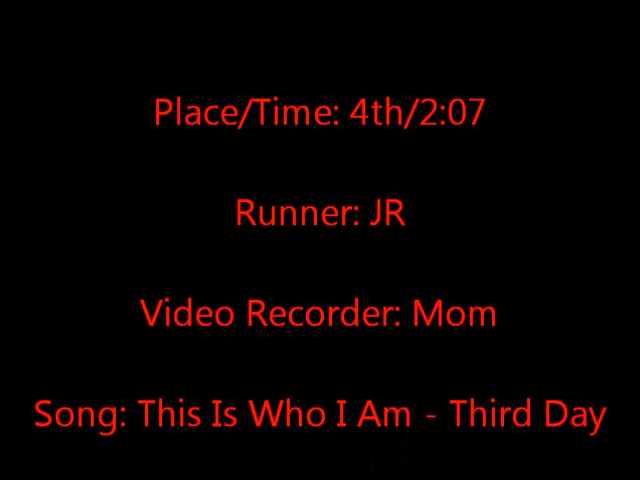 Place/Time: 4th/2:07
Runner: JR
Video Recorder: Mom
Song: This Is Who I Am - Third Day